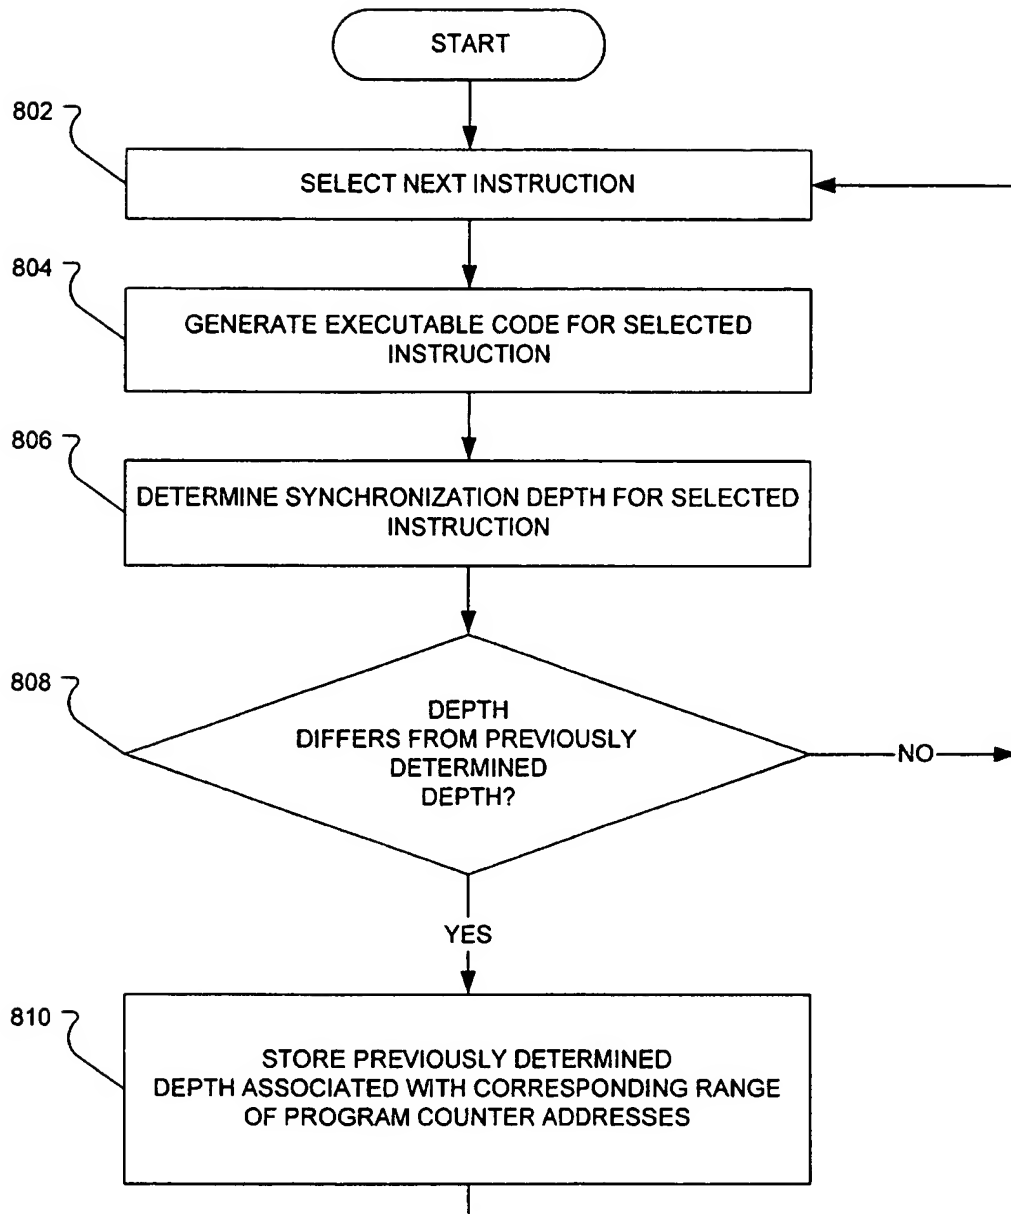 START
802
SELECT NEXT INSTRUCTION
804
GENERATE EXECUTABLE CODE FOR SELECTED
INSTRUCTION
806
DETERMINE SYNCHRONIZATION DEPTH FOR SELECTED
INSTRUCTION
808
DEPTH
DIFFERS FROM PREVIOUSLY
DETERMINED
DEPTH?
NO
YES
810
STORE PREVIOUSLY DETERMINED
DEPTH ASSOCIATED WITH CORRESPONDING RANGE
OF PROGRAM COUNTER ADDRESSES